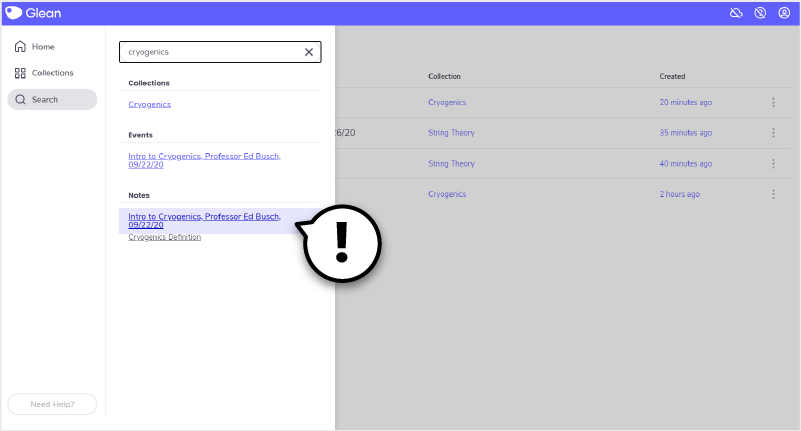 Glean
Home
Collections
Search
Need Help?
cryogenics
Collections
Cryogenics
Events
Intro to Cryogenics, Professor Ed Busch,
09/22/20
Notes
Intro to Cryogenics, Professor Ed Busch,
09/22/20
Cryogenics Definition
!
Collection Created
Cryogenics 20 minutes ago
/20 String Theory 35 minutes ago
String Theory 40 minutes ago
Cryogenics 2 hours ago